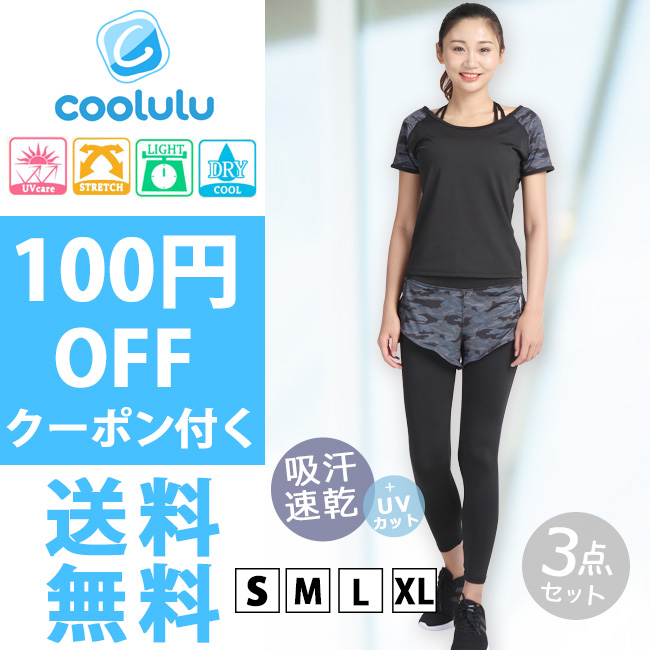 coolulu
UVcare
STRETCH
LIGHT
DRY
COOL
100円
OFF
クーポン付く
送料
無料
吸汗
速乾
+
UV
カット
S M L XL
3点
セット